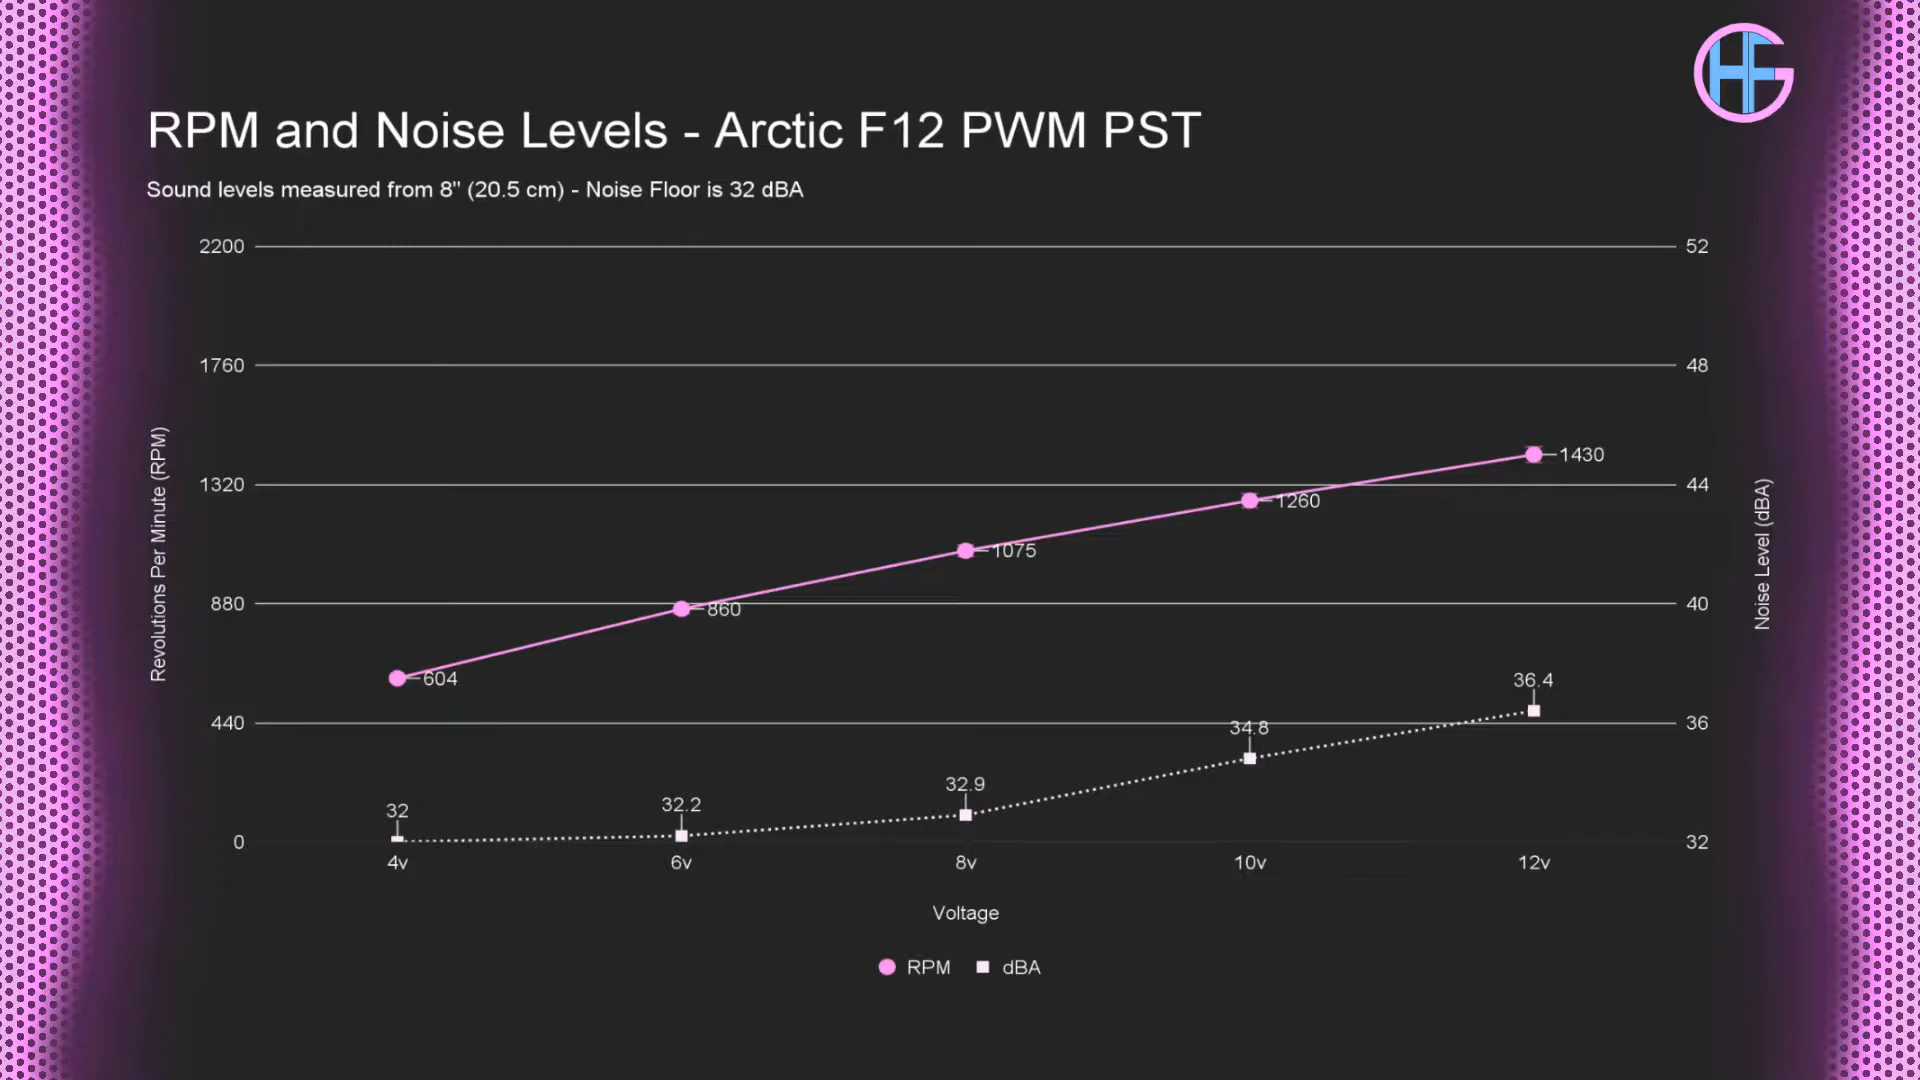 HFG
RPM and Noise Levels - Arctic F12 PWM PST
Sound levels measured from 8" (20.5 cm) - Noise Floor is 32 dBA
2200
52
1760
48
1430
1320
44
1260
1075
880
40
860
604
36.4
440
36
34.8
32.9
32.2
32
0
32
4v
6v
8v
10v
12v
Revolutions Per Minute (RPM)
Noise Level (dBA)
Voltage
RPM
dBA